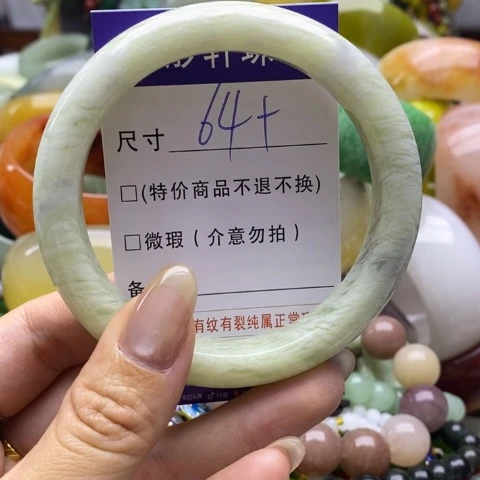 尺寸 64+
□(特价商品不退不换)
□微瑕（介意勿拍）
备
有纹有裂纯属正常